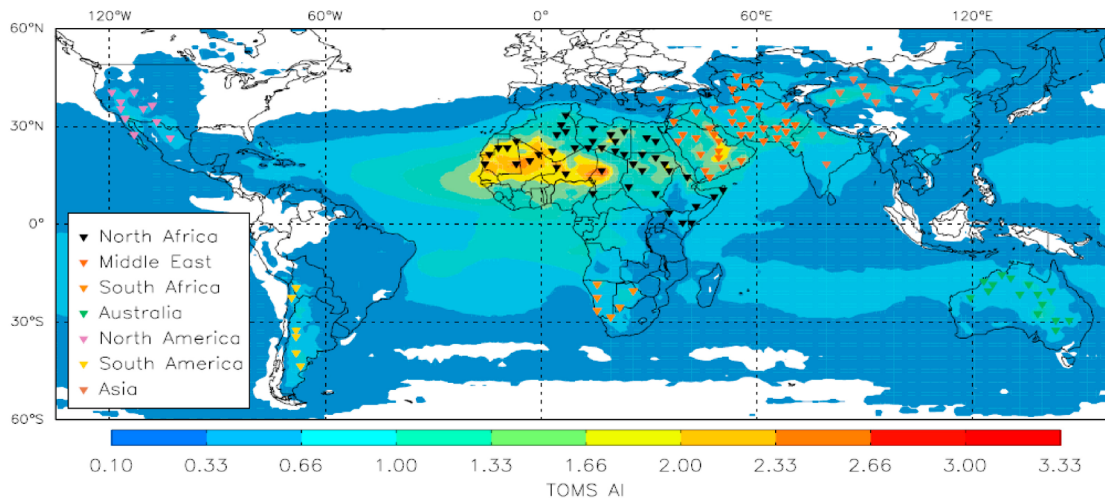 120°W 60°W 0° 60°E 120°E
60°N
30°N
0°
30°S
60°S
North Africa
Middle East
South Africa
Australia
North America
South America
Asia
0.10 0.33 0.66 1.00 1.33 1.66 2.00 2.33 2.66 3.00 3.33
TOMS AI